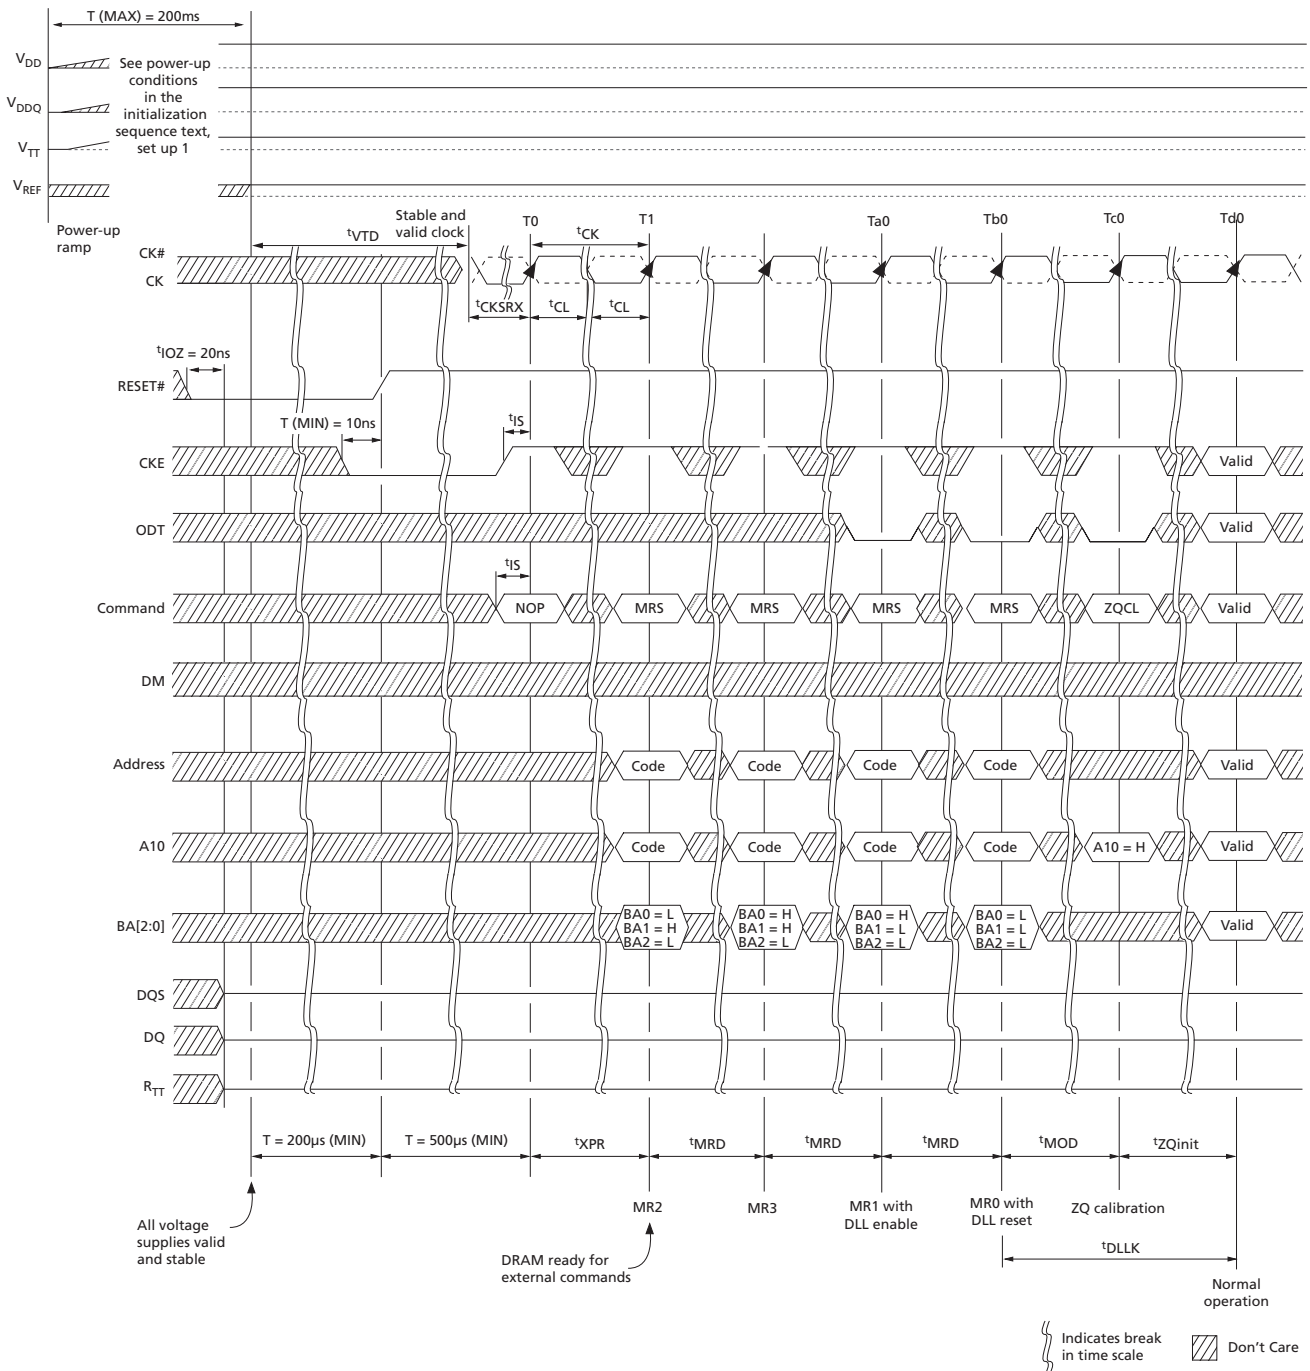 T (MAX) = 200ms
VDD
See power-up
conditions
in the
initialization
sequence text,
set up 1
VDDQ
VTT
VREF
Power-up
ramp
Stable and
valid clock
T0
T1
Ta0
Tb0
Tc0
Td0
tVTD
tCK
CK#
CK
tCKSRX
tCL
tCL
tIOZ = 20ns
RESET#
T (MIN) = 10ns
tIS
CKE
Valid
ODT
Valid
tIS
Command
NOP
MRS
MRS
MRS
MRS
ZQCL
Valid
DM
Address
Code
Code
Code
Code
Valid
A10
Code
Code
Code
Code
A10 = H
Valid
BA[2:0]
BA0 = L
BA1 = H
BA2 = L
BA0 = H
BA1 = H
BA2 = L
BA0 = H
BA1 = L
BA2 = L
BA0 = L
BA1 = L
BA2 = L
Valid
DQS
DQ
RTT
T = 200μs (MIN)
T = 500μs (MIN)
tXPR
tMRD
tMRD
tMRD
tMOD
tZQinit
MR2
MR3
MR1 with
DLL enable
MR0 with
DLL reset
ZQ calibration
All voltage
supplies valid
and stable
DRAM ready for
external commands
tDLLK
Normal
operation
Indicates break
in time scale
Don't Care